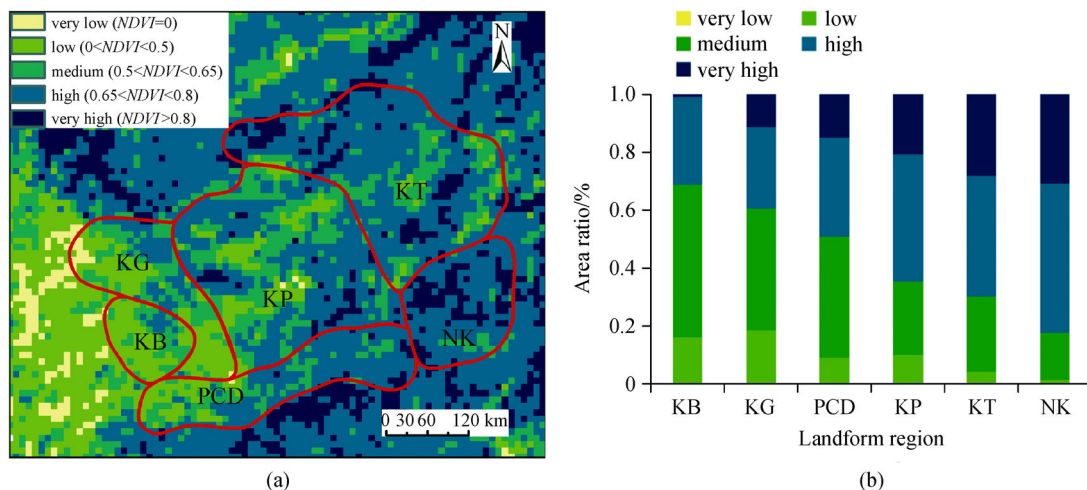 very low (NDVI=0)
low (0<NDVI<0.5)
medium (0.5<NDVI<0.65)
high (0.65<NDVI<0.8)
very high (NDVI>0.8)
N
KT
KG
KP
KB
NK
PCD
0 30 60 120 km
(a)
very low low
medium high
very high
1.0
0.8
0.6
0.4
0.2
0
Area ratio/%
KB KG PCD KP KT NK
Landform region
(b)